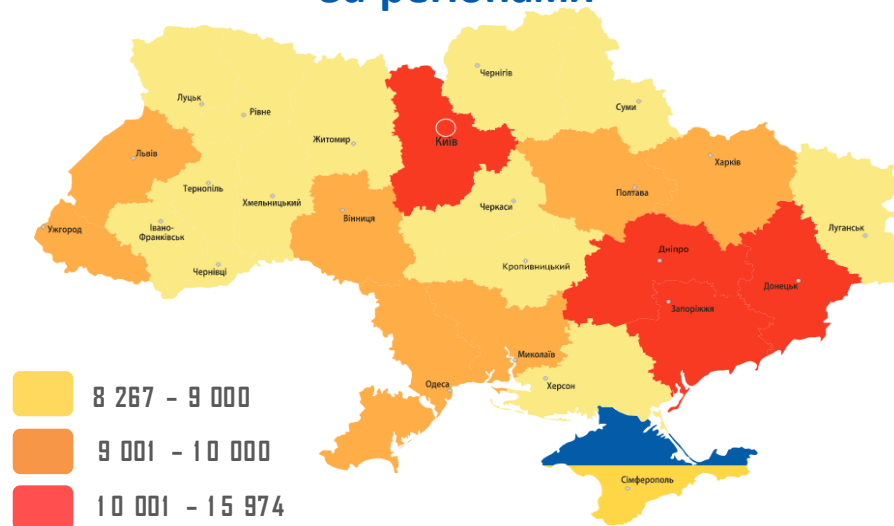 за регіонами
Чернігів
Луцьк
Рівне
Суми
Київ
Житомир
Львів
Харків
Тернопіль
Полтава
Хмельницький
Черкаси
Вінниця
Івано-
Франківськ
Ужгород
Луганськ
Дніпро
Чернівці
Кропивницький
Донецьк
Запоріжжя
Миколаїв
Одеса
Херсон
8 267 - 9 000
9 001 - 10 000
Сімферополь
10 001 - 15 974